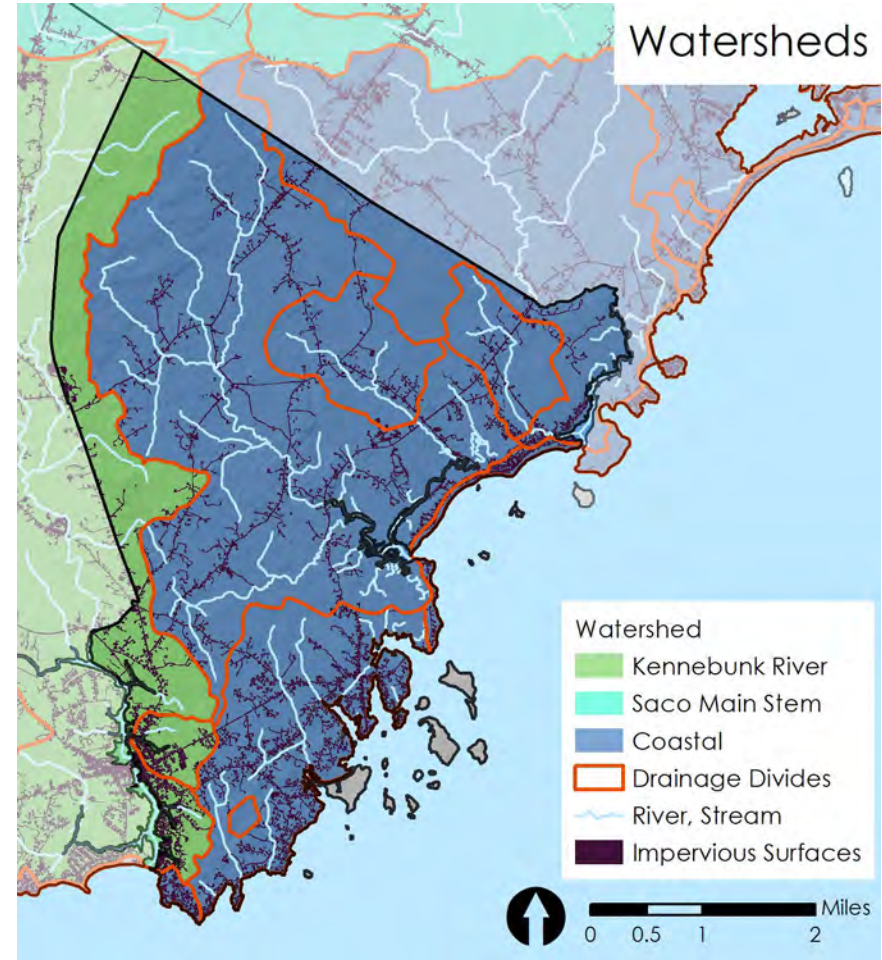 Watersheds
Watershed
Kennebunk River
Saco Main Stem
Coastal
Drainage Divides
River, Stream
Impervious Surfaces
Miles
0 0.5 1 2